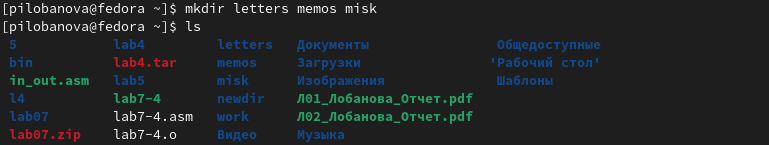 [pilobanova@fedora ~]$ mkdir letters memos misk
[pilobanova@fedora ~]$ ls
5 lab4 letters Документы Общедоступные
bin lab4.tar memos Загрузки 'Рабочий стол'
in_out.asm lab5 misk Изображения Шаблоны
l4 lab7-4 newdir Л01_Лобанова_Отчет.pdf
lab07 lab7-4.asm work Л02_Лобанова_Отчет.pdf
lab07.zip lab7-4.o Видео Музыка